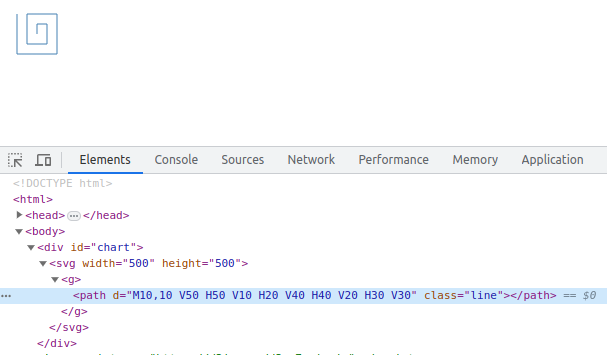 Elements Console Sources Network Performance Memory Application
<!DOCTYPE html>
<html>
<head>…</head>
<body>
<div id="chart">
<svg width="500" height="500">
<g>
… <path d="M10,10 V50 H50 V10 H20 V40 H40 V20 H30 V30" class="line"></path> == $0
</g>
</svg>
</div>